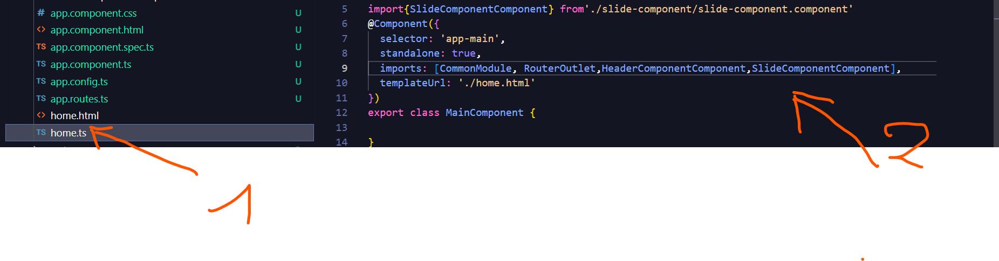 # app.component.css U
<> app.component.html U
TS app.component.spec.ts U
TS app.component.ts U
TS app.config.ts U
TS app.routes.ts U
<> home.html
TS home.ts
5 import{SlideComponentComponent} from'./slide-component/slide-component.component'
6 @Component({
7 selector: 'app-main',
8 standalone: true,
9 imports: [CommonModule, RouterOutlet,HeaderComponentComponent,SlideComponentComponent],
10 templateUrl: './home.html'
11 })
12 export class MainComponent {
13
14 }
1
2